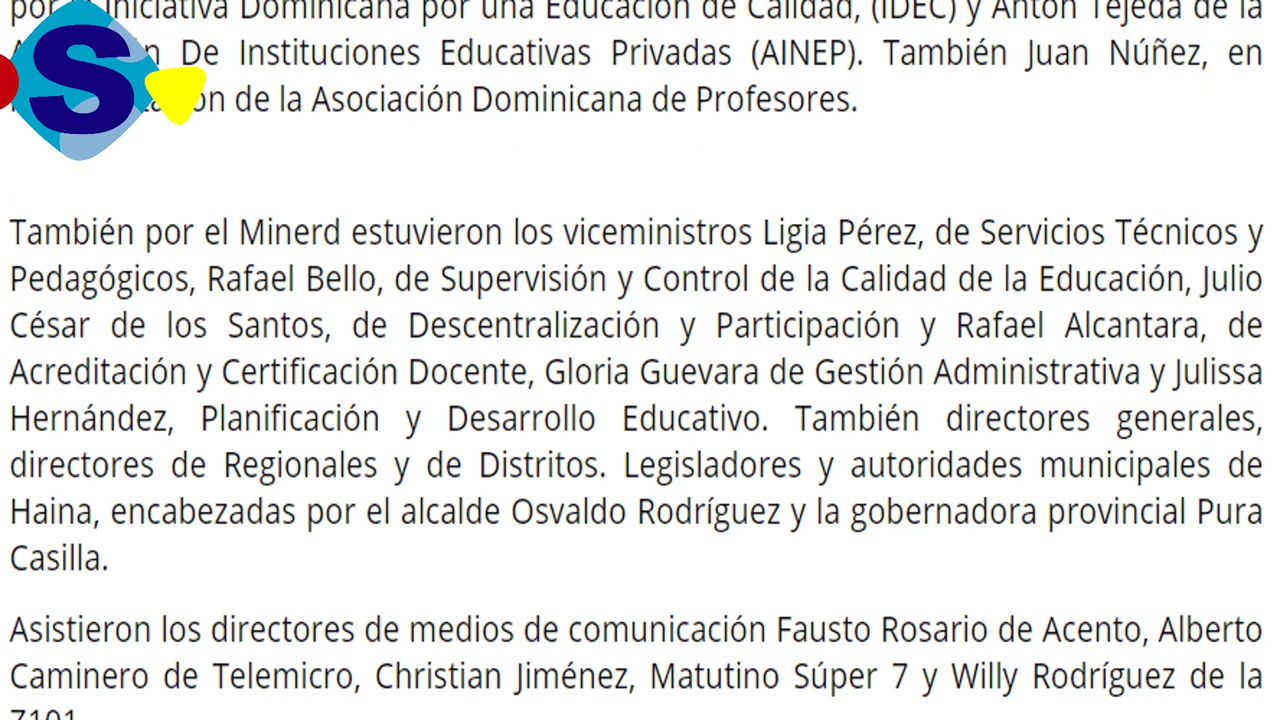 por la Iniciativa Dominicana por una Educación de Calidad, (IDEC) y Antón Tejeda de la
De Instituciones Educativas Privadas (AINEP). También Juan Núñez, en
de la Asociación Dominicana de Profesores.
S
También por el Minerd estuvieron los viceministros Ligia Pérez, de Servicios Técnicos y
Pedagógicos, Rafael Bello, de Supervisión y Control de la Calidad de la Educación, Julio
César de los Santos, de Descentralización y Participación y Rafael Alcantara, de
Acreditación y Certificación Docente, Gloria Guevara de Gestión Administrativa y Julissa
Hernández, Planificación y Desarrollo Educativo. También directores generales,
directores de Regionales y de Distritos. Legisladores y autoridades municipales de
Haina, encabezadas por el alcalde Osvaldo Rodríguez y la gobernadora provincial Pura
Casilla.
Asistieron los directores de medios de comunicación Fausto Rosario de Acento, Alberto
Caminero de Telemicro, Christian Jiménez, Matutino Súper 7 y Willy Rodríguez de la
Z101